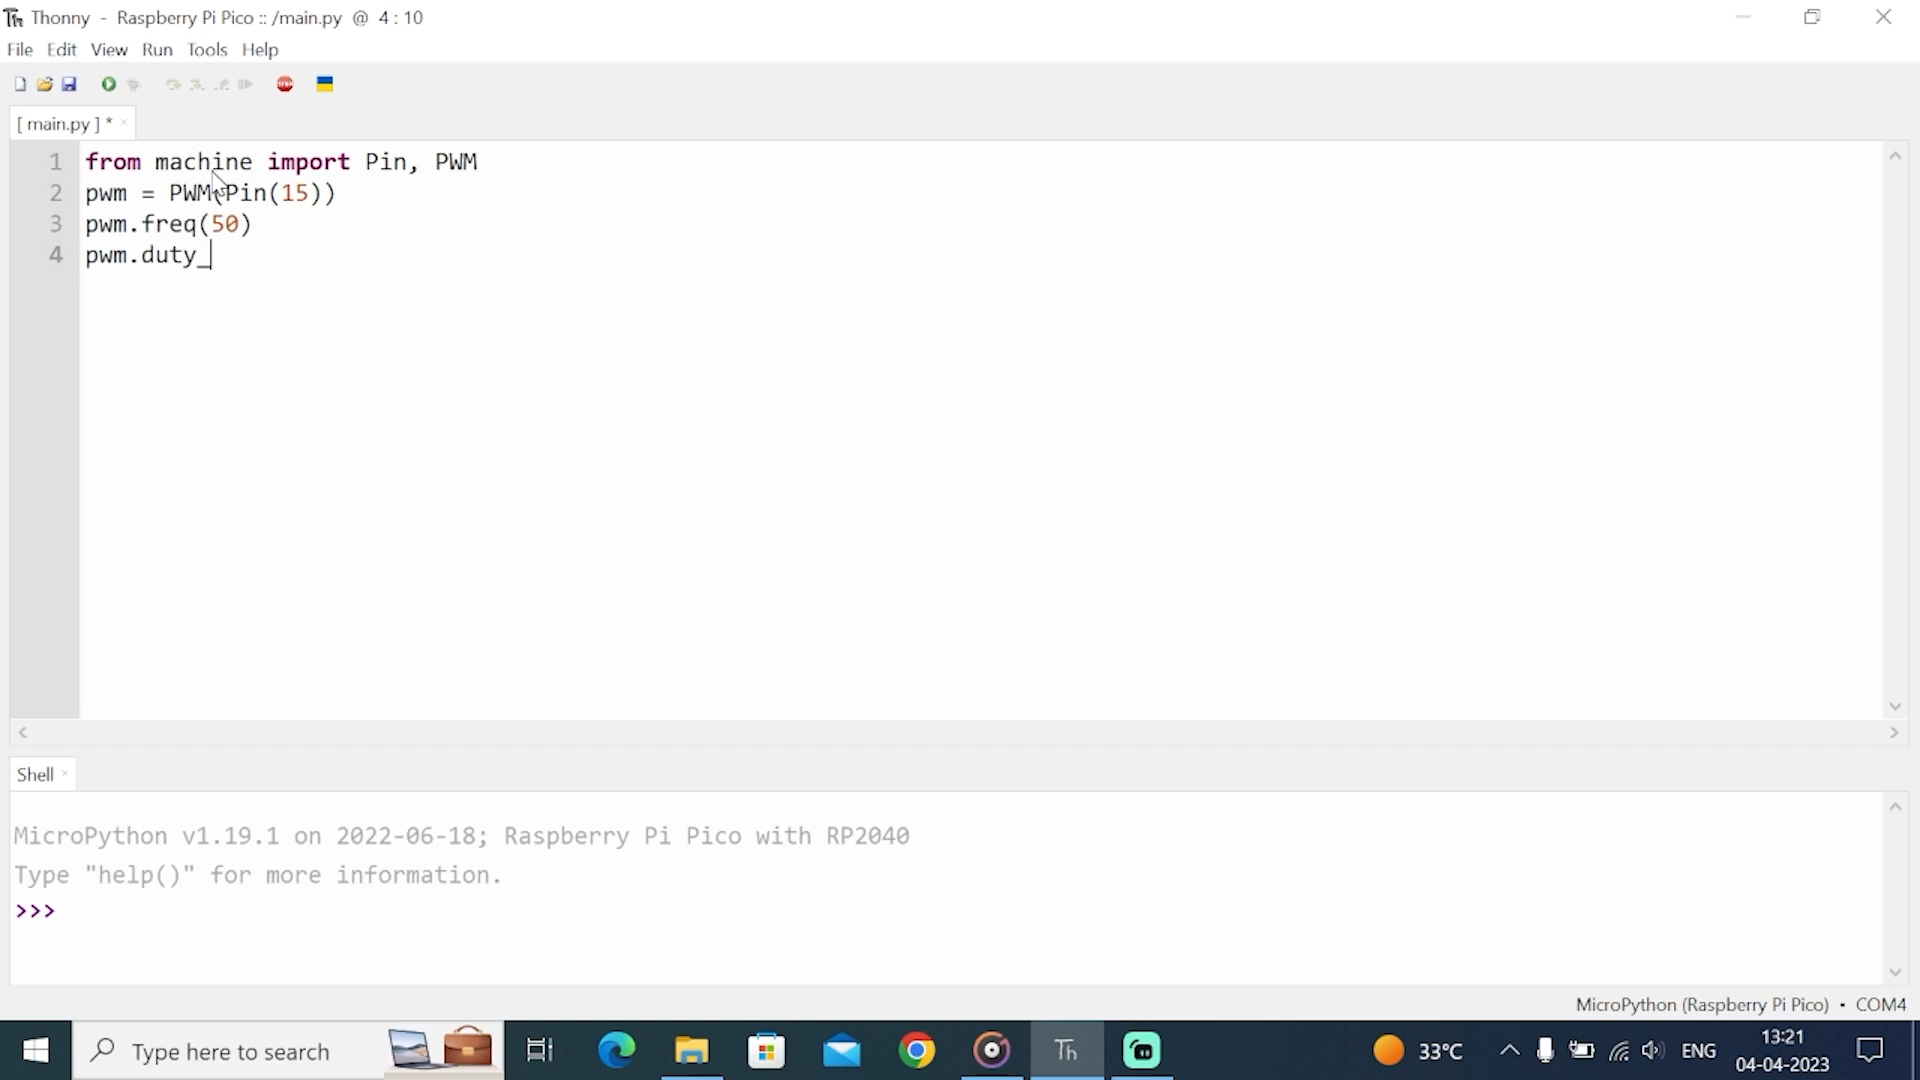 Thonny - Raspberry Pi Pico :: /main.py @ 4 : 10
File Edit View Run Tools Help
[ main.py ] * ×
1 from machine import Pin, PWM
2 pwm = PWM(Pin(15))
3 pwm.freq(50)
4 pwm.duty_
Shell ×
MicroPython v1.19.1 on 2022-06-18; Raspberry Pi Pico with RP2040
Type "help()" for more information.
>>>
MicroPython (Raspberry Pi Pico) • COM4
Type here to search
Th
33°C
ENG
13:21
04-04-2023